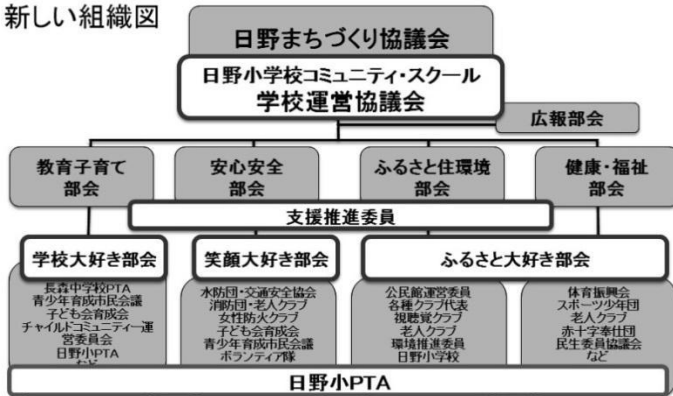 新しい組織図
日野まちづくり協議会
日野小学校コミュニティ・スクール
学校運営協議会
広報部会
教育子育て
部会
安心安全
部会
ふるさと住環境
部会
健康・福祉
部会
支援推進委員
学校大好き部会
笑顔大好き部会
ふるさと大好き部会
長森中学校PTA
青少年育成市民会議
子ども会育成会
チャイルドコミュニティー運
営委員会
日野小PTA
など
水防団・交通安全協会
消防団・老人クラブ
女性防火クラブ
子ども会育成会
青少年育成市民会議
ボランティア隊
公民館運営委員
各種クラブ代表
視聴覚クラブ
老人クラブ
環境推進委員
日野小学校
体育振興会
スポーツ少年団
老人クラブ
赤十字奉仕団
民生委員協議会
など
日野小PTA